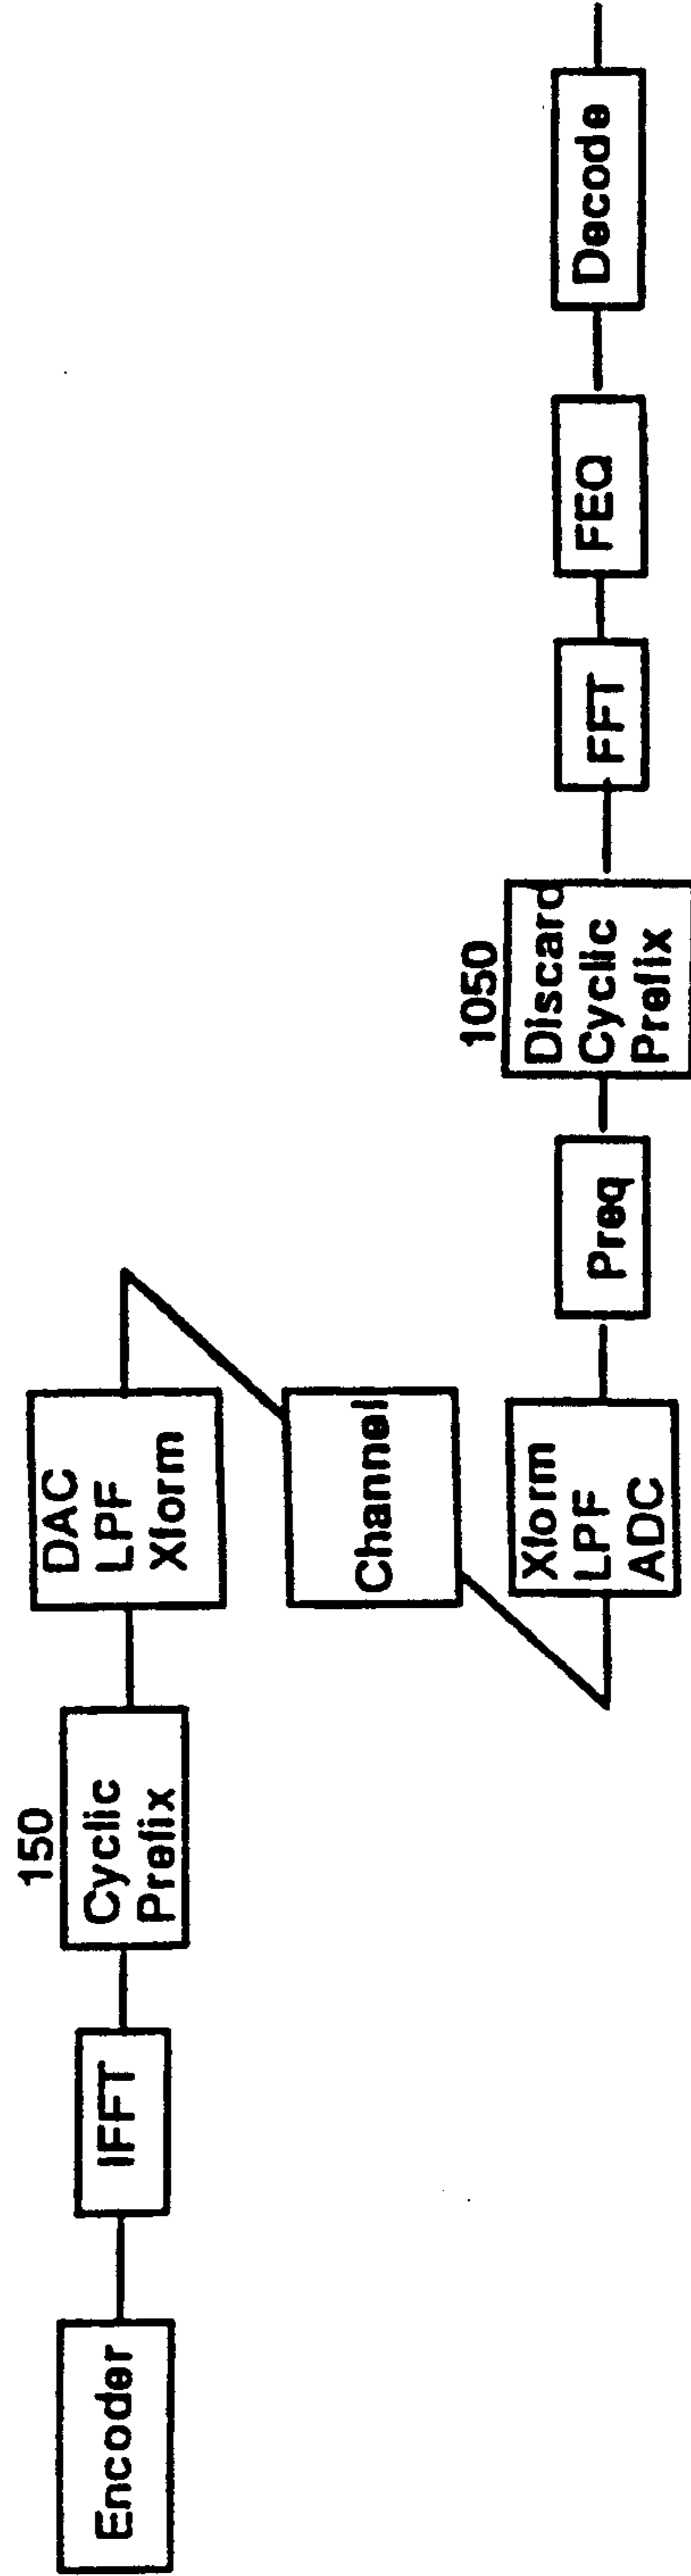 Encoder
IFFT
150
Cyclic
Prefix
DAC
LPF
Xform
Channel
Xform
LPF
ADC
Preq
1050
Discard
Cyclic
Prefix
FFT
FEQ
Decode